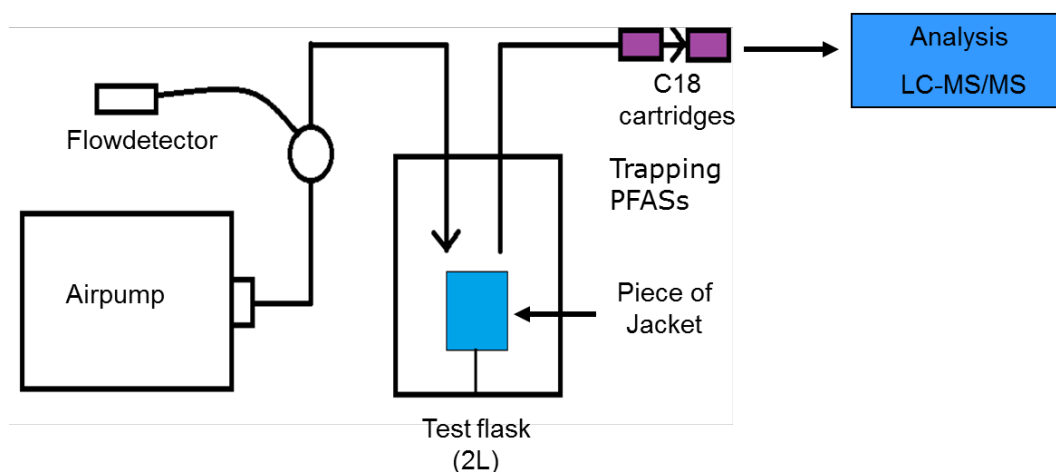 Analysis
LC-MS/MS
C18
cartridges
Flowdetector
Trapping
PFASs
Airpump
Piece of
Jacket
Test flask
(2L)